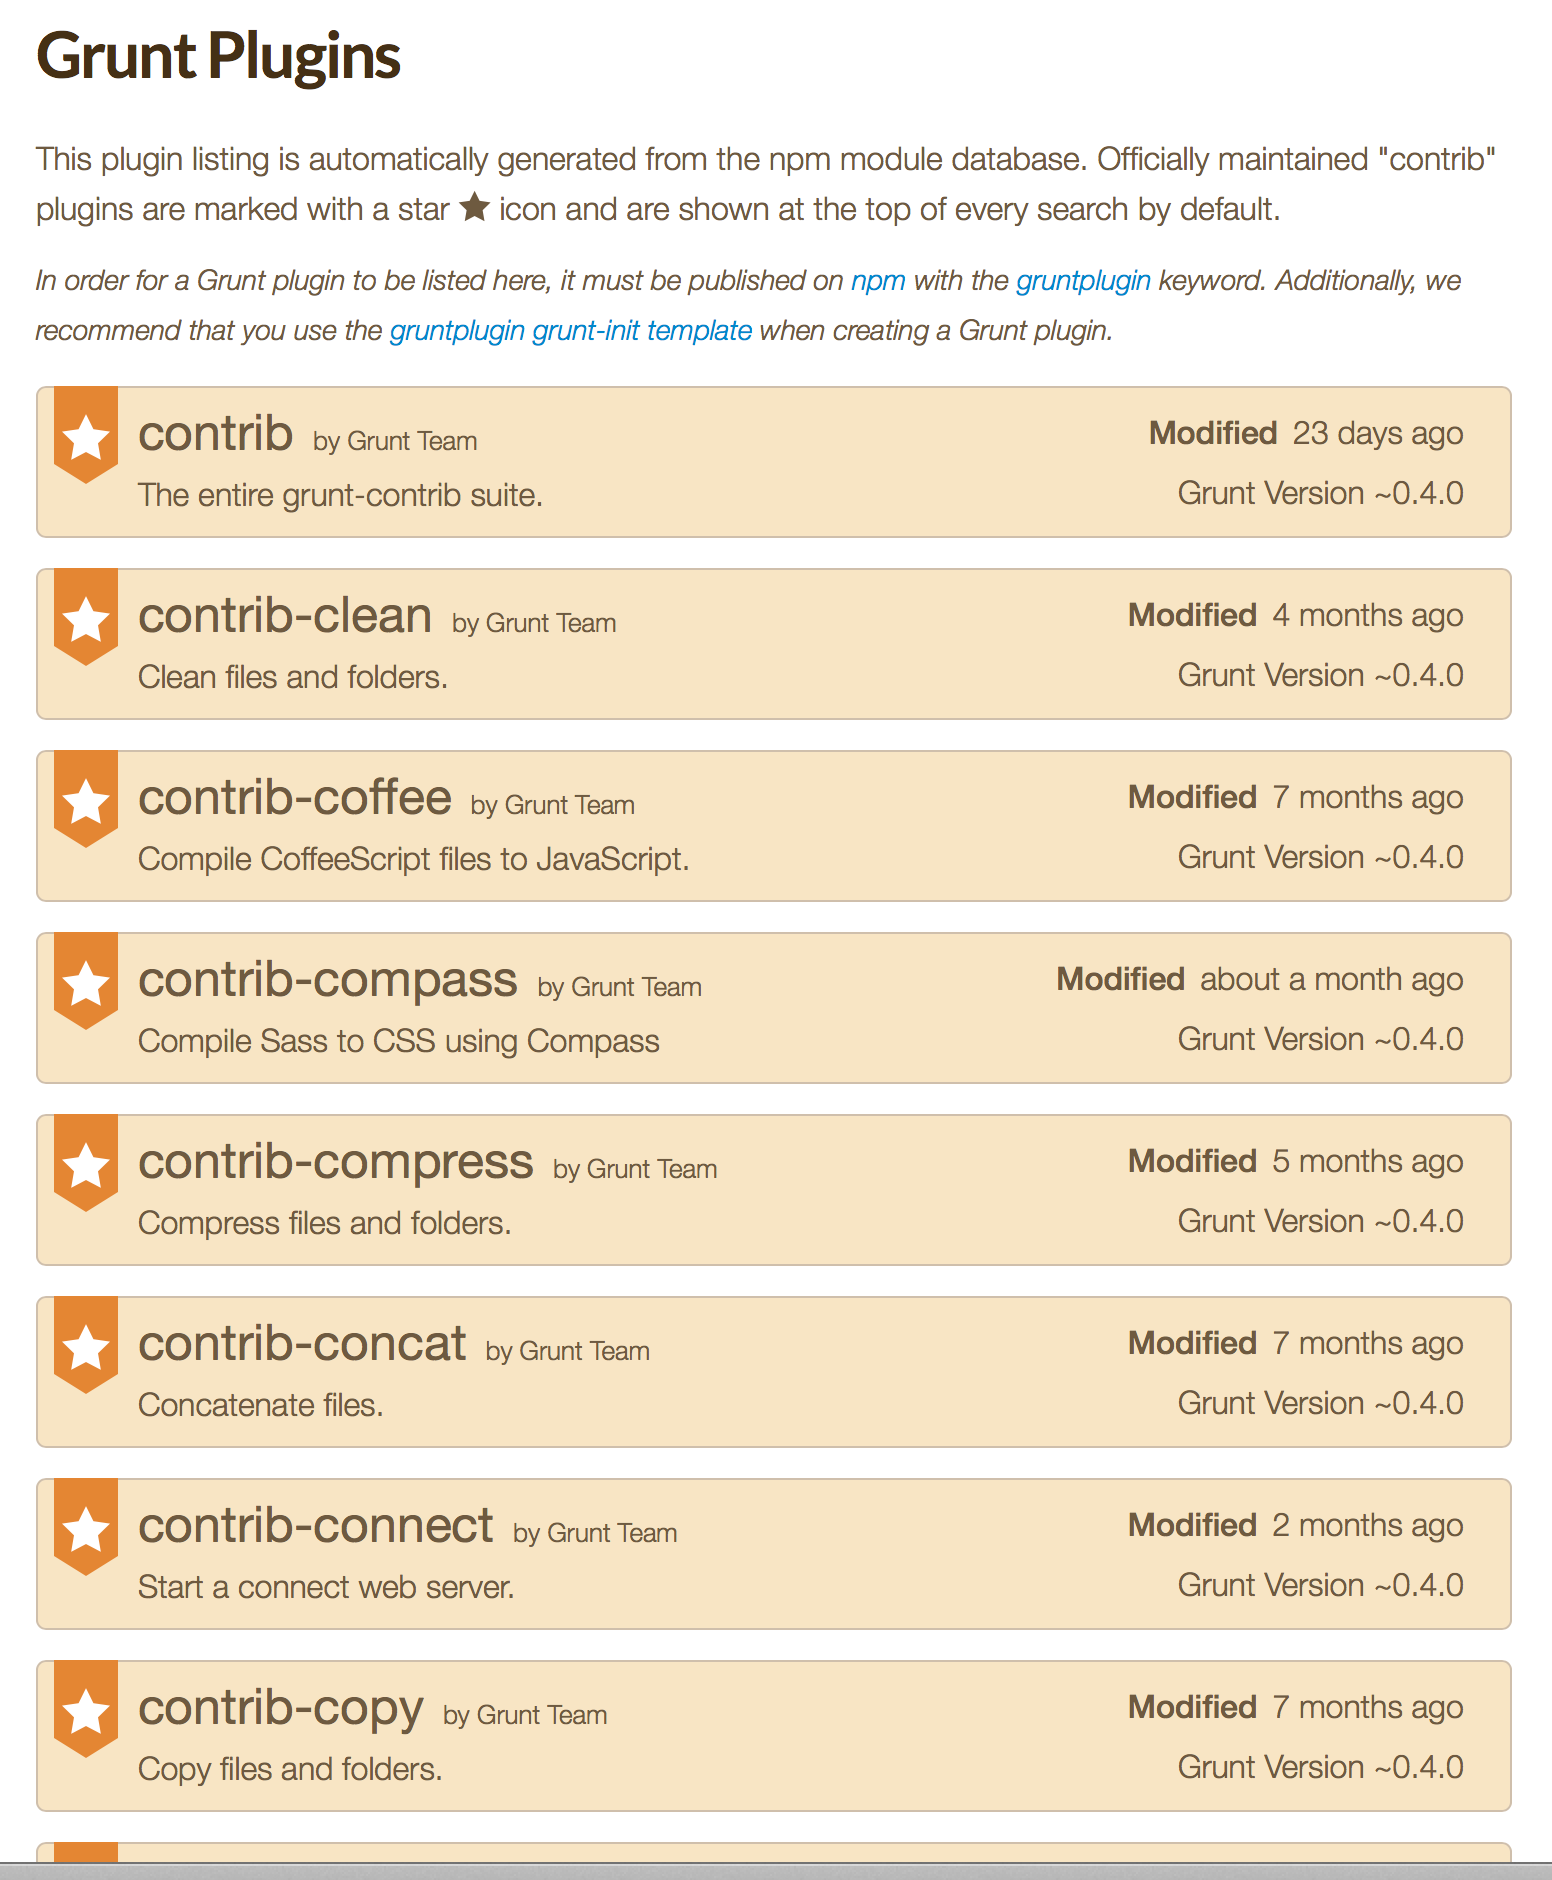 Grunt Plugins
This plugin listing is automatically generated from the npm module database. Officially maintained "contrib"
plugins are marked with a star icon and are shown at the top of every search by default.
In order for a Grunt plugin to be listed here, it must be published on npm with the gruntplugin keyword. Additionally, we
recommend that you use the gruntplugin grunt-init template when creating a Grunt plugin.
contrib by Grunt Team Modified 23 days ago
The entire grunt-contrib suite. Grunt Version ~0.4.0
contrib-clean by Grunt Team Modified 4 months ago
Clean files and folders. Grunt Version ~0.4.0
contrib-coffee by Grunt Team Modified 7 months ago
Compile CoffeeScript files to JavaScript. Grunt Version ~0.4.0
contrib-compass by Grunt Team Modified about a month ago
Compile Sass to CSS using Compass Grunt Version ~0.4.0
contrib-compress by Grunt Team Modified 5 months ago
Compress files and folders. Grunt Version ~0.4.0
contrib-concat by Grunt Team Modified 7 months ago
Concatenate files. Grunt Version ~0.4.0
contrib-connect by Grunt Team Modified 2 months ago
Start a connect web server. Grunt Version ~0.4.0
contrib-copy by Grunt Team Modified 7 months ago
Copy files and folders. Grunt Version ~0.4.0